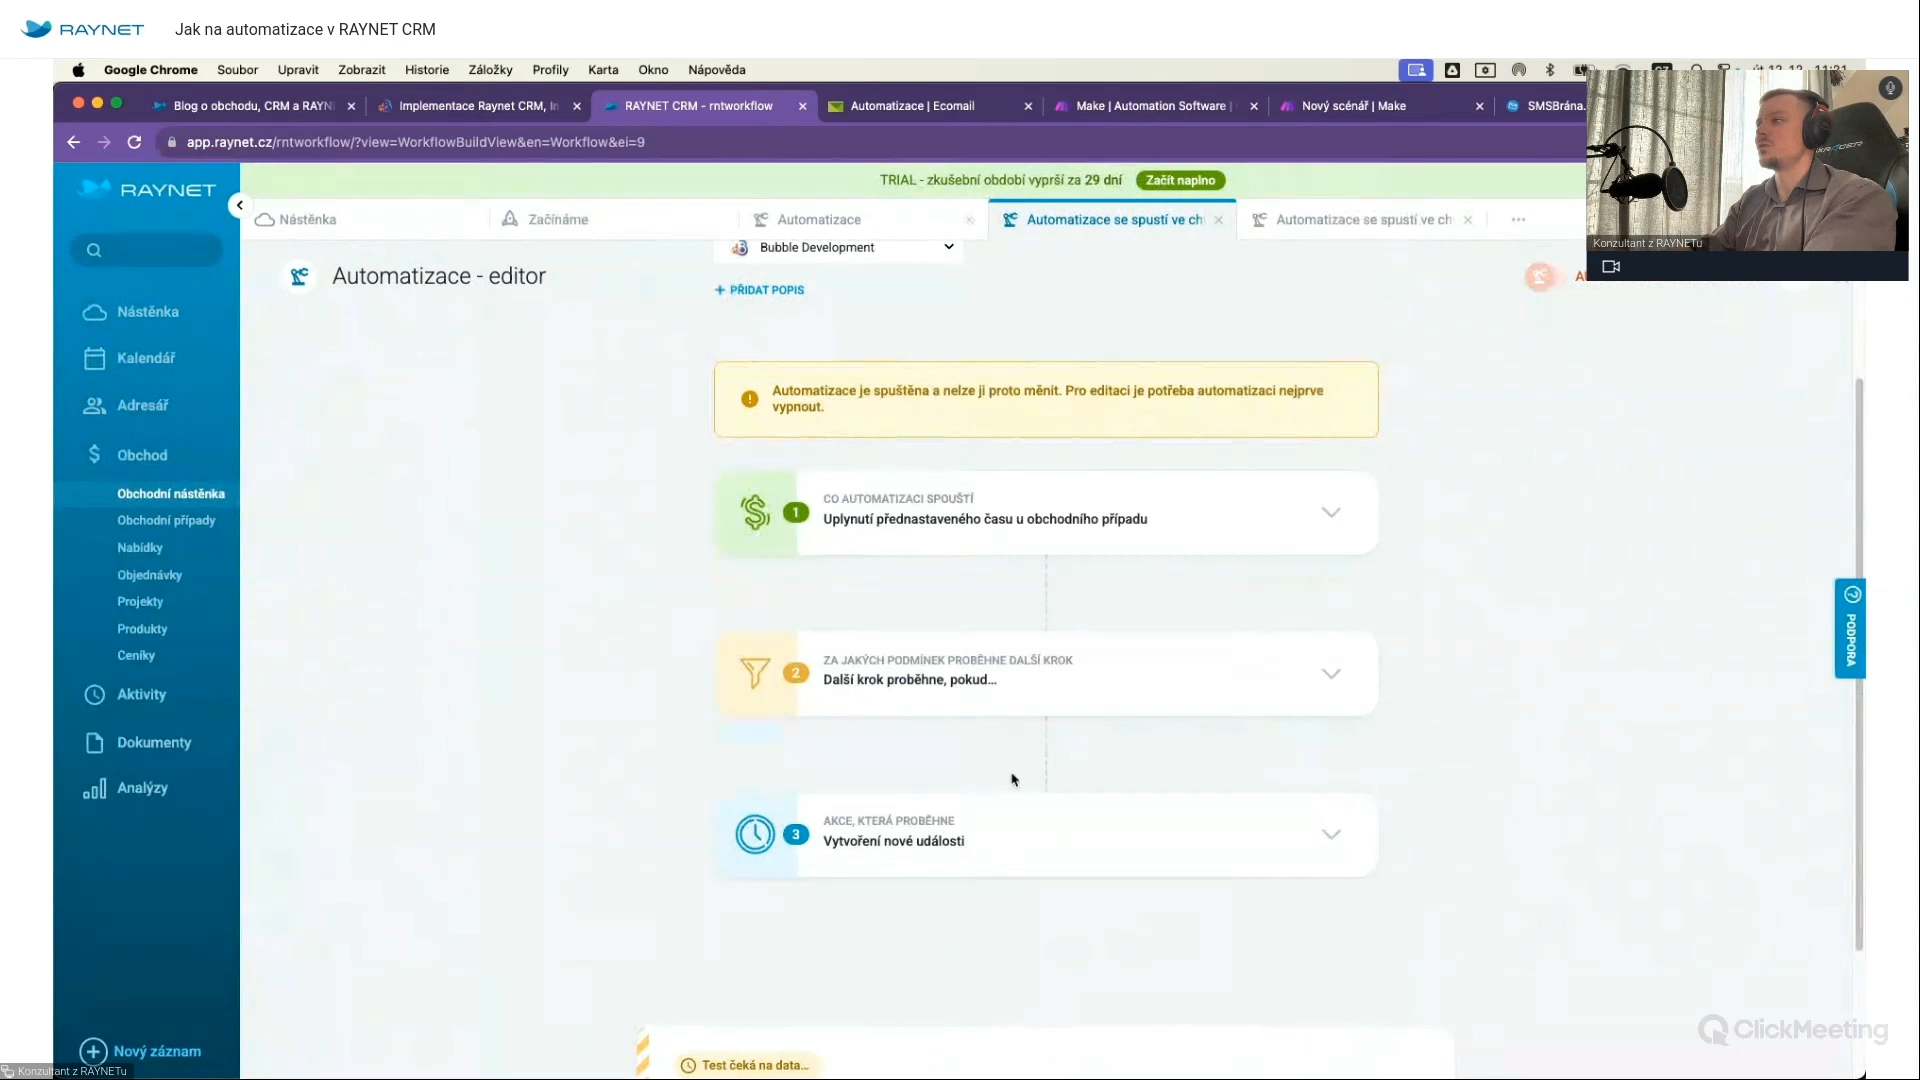 RAYNET
Jak na automatizace v RAYNET CRM
Google Chrome Soubor Upravit Zobrazit Historie Záložky Profily Karta Okno Nápověda
Blog o obchodu, CRM a RAYN
Implementace Raynet CRM, In
RAYNET CRM - rntworkflow
Automatizace | Ecomail
Make | Automation Software |
Nový scénář | Make
SMSBrána.
app.raynet.cz/rntworkflow/?view=WorkflowBuildView&en=Workflow&ei=9
RAYNET
TRIAL - zkušební období vyprší za 29 dní
Začít naplno
Nástěnka
Začínáme
Automatizace
Automatizace se spustí ve ch
Automatizace se spustí ve ch
Konzultant z RAYNETu
Bubble Development
Automatizace - editor
+ PŘIDAT POPIS
Nástěnka
Kalendář
Adresář
Obchod
Obchodní nástěnka
Obchodní případy
Nabídky
Objednávky
Projekty
Produkty
Ceníky
Aktivity
Dokumenty
Analýzy
Nový záznam
Automatizace je spuštěna a nelze ji proto měnit. Pro editaci je potřeba automatizaci nejprve
vypnout.
1
CO AUTOMATIZACI SPOUŠTÍ
Uplynutí přednastaveného času u obchodního případu
2
ZA JAKÝCH PODMÍNEK PROBĚHNE DALŠÍ KROK
Další krok proběhne, pokud...
3
AKCE, KTERÁ PROBĚHNE
Vytvoření nové události
PODPORA
Test čeká na data...
ClickMeeting
Konzultant z RAYNETu